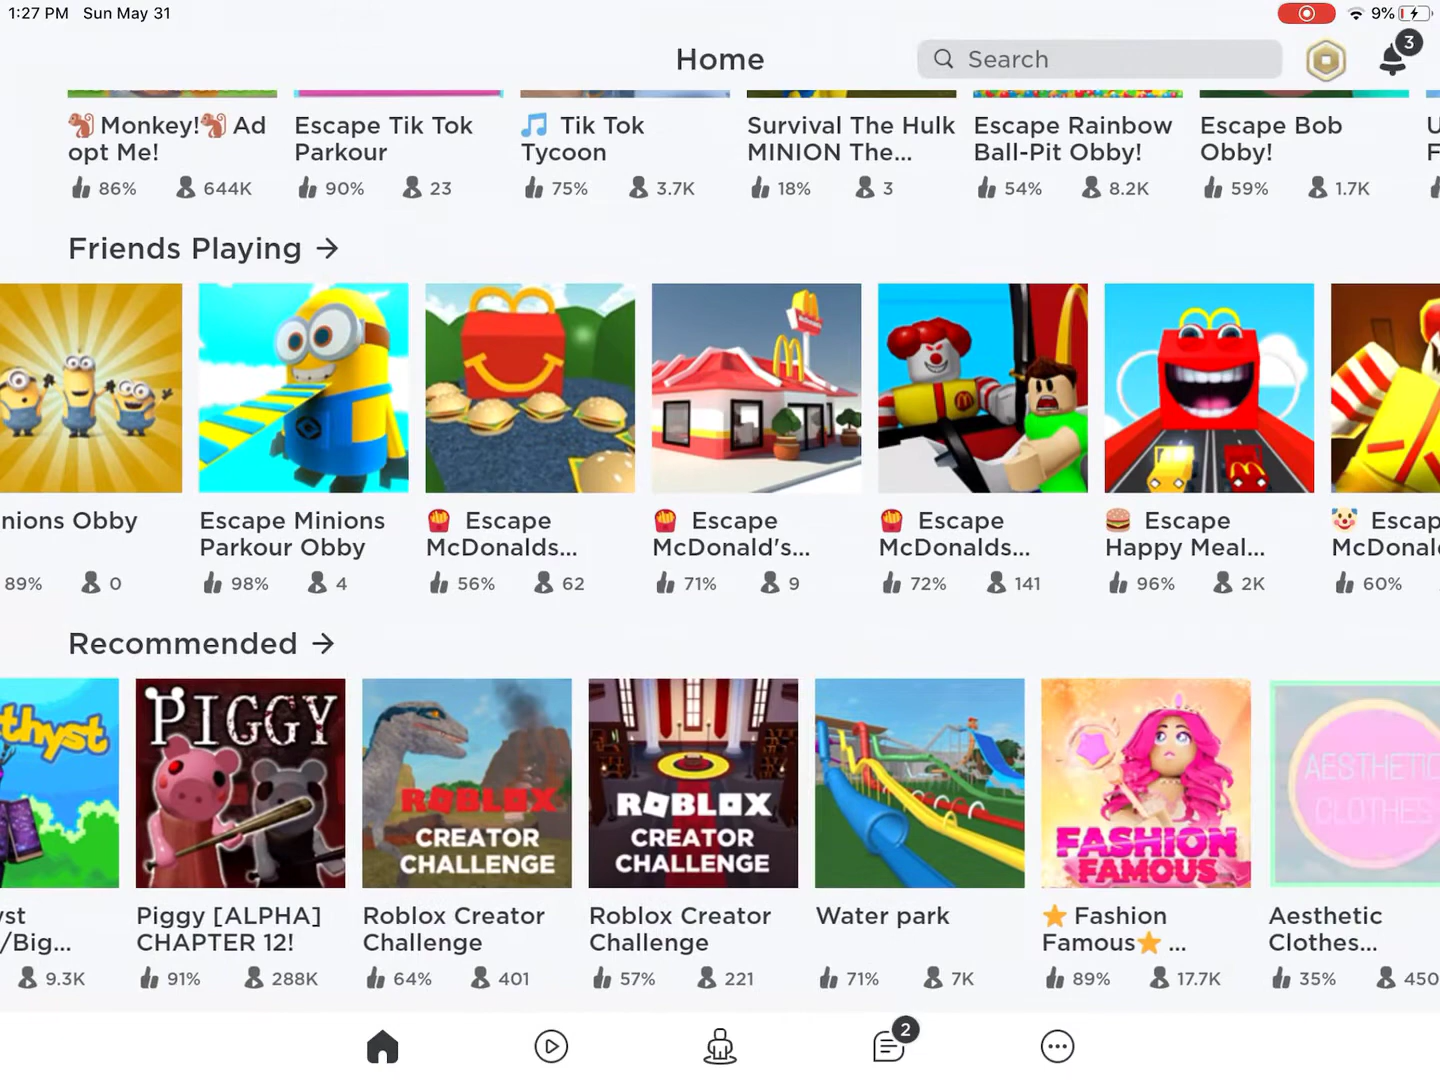 1:27 PM Sun May 31
9%
Home
Search
3
🐒Monkey!🐒 Ad
opt Me!
86% 644K
Escape Tik Tok
Parkour
90% 23
🎵 Tik Tok
Tycoon
75% 3.7K
Survival The Hulk
MINION The...
18% 3
Escape Rainbow
Ball-Pit Obby!
54% 8.2K
Escape Bob
Obby!
59% 1.7K
U
F
Friends Playing →
nions Obby
89% 0
Escape Minions
Parkour Obby
98% 4
🍟 Escape
McDonalds...
56% 62
🍟 Escape
McDonald's...
71% 9
🍟 Escape
McDonalds...
72% 141
🍔 Escape
Happy Meal...
96% 2K
🤡 Escap
McDonal
60%
Recommended →
thyst
yst
/Big...
9.3K
PIGGY
Piggy [ALPHA]
CHAPTER 12!
91% 288K
ROBLOX
CREATOR
CHALLENGE
Roblox Creator
Challenge
64% 401
ROBLOX
CREATOR
CHALLENGE
Roblox Creator
Challenge
57% 221
Water park
71% 7K
FASHION
FAMOUS
⭐ Fashion
Famous⭐ ...
89% 17.7K
AESTHETIC
CLOTHES
Aesthetic
Clothes...
35% 450
2